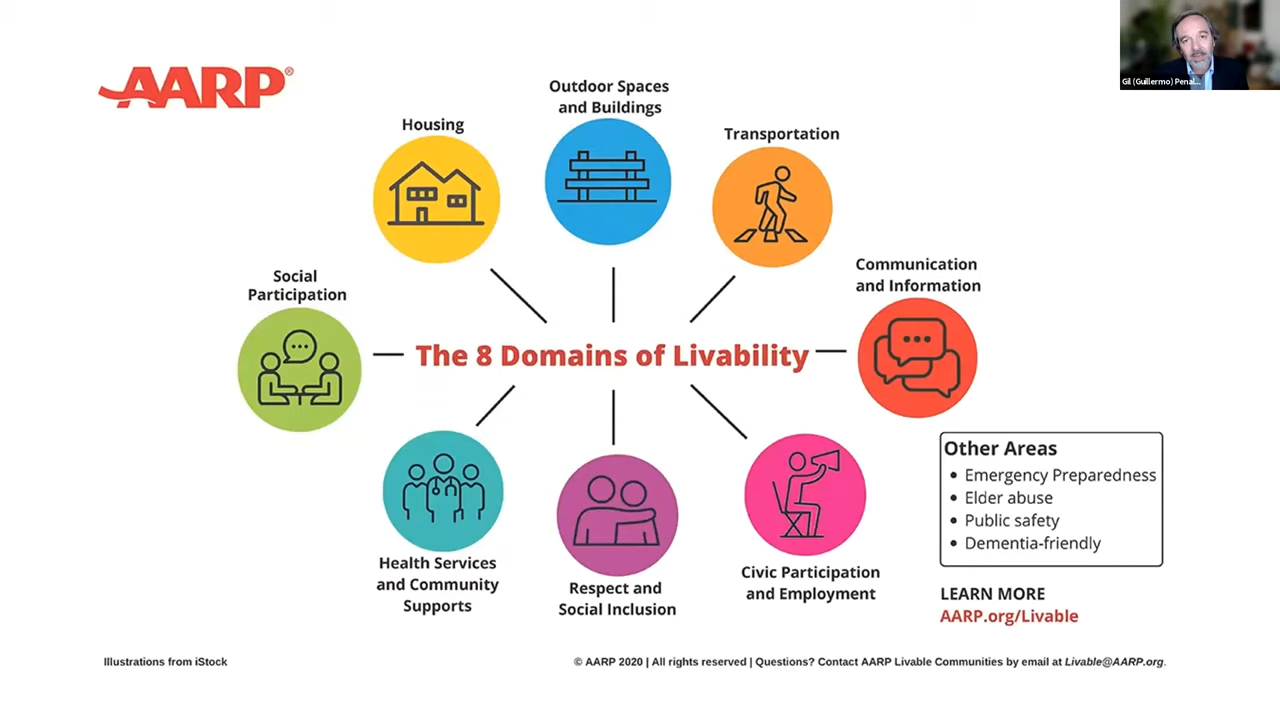 AARP®
Gil (Guillermo) Penal...
Outdoor Spaces
and Buildings
Housing
Transportation
Social
Participation
Communication
and Information
The 8 Domains of Livability
Health Services
and Community
Supports
Respect and
Social Inclusion
Civic Participation
and Employment
Other Areas
• Emergency Preparedness
• Elder abuse
• Public safety
• Dementia-friendly
LEARN MORE
AARP.org/Livable
Illustrations from iStock
© AARP 2020 | All rights reserved | Questions? Contact AARP Livable Communities by email at Livable@AARP.org.